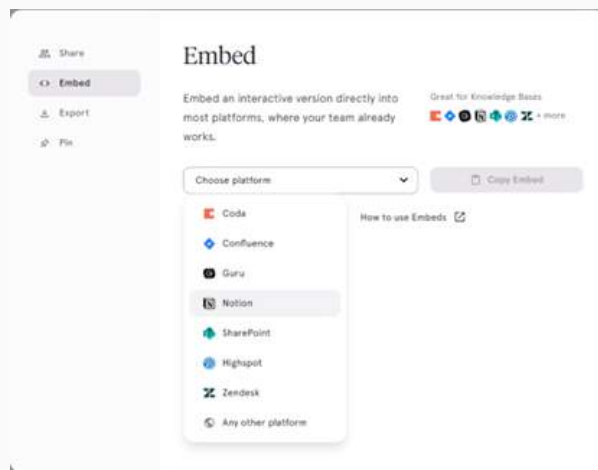 Share
Embed
Export
Pin
Embed
Embed an interactive version directly into
most platforms, where your team already
works.
Great for Knowledge Bases
+ more
Choose platform
Copy Embed
How to use Embeds
Coda
Confluence
Guru
Notion
SharePoint
Highspot
Zendesk
Any other platform